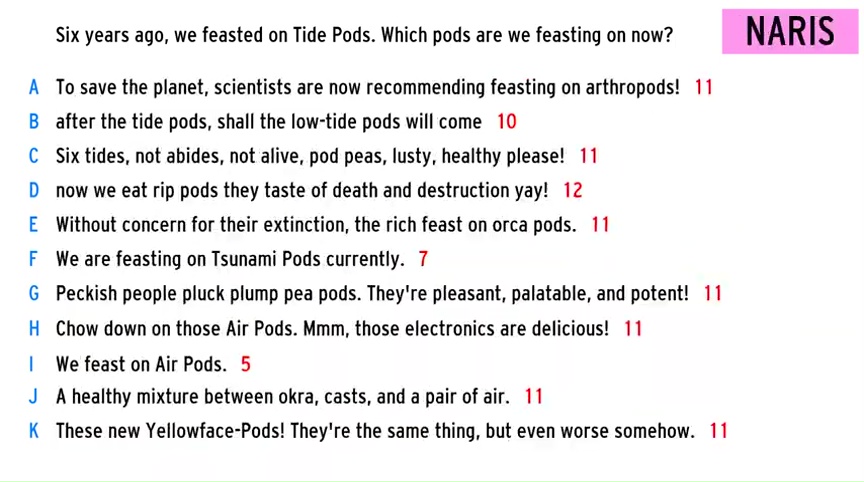 Six years ago, we feasted on Tide Pods. Which pods are we feasting on now?
NARIS
A To save the planet, scientists are now recommending feasting on arthropods! 11
B after the tide pods, shall the low-tide pods will come 10
C Six tides, not abides, not alive, pod peas, lusty, healthy please! 11
D now we eat rip pods they taste of death and destruction yay! 12
E Without concern for their extinction, the rich feast on orca pods. 11
F We are feasting on Tsunami Pods currently. 7
G Peckish people pluck plump pea pods. They're pleasant, palatable, and potent! 11
H Chow down on those Air Pods. Mmm, those electronics are delicious! 11
I We feast on Air Pods. 5
J A healthy mixture between okra, casts, and a pair of air. 11
K These new Yellowface-Pods! They're the same thing, but even worse somehow. 11